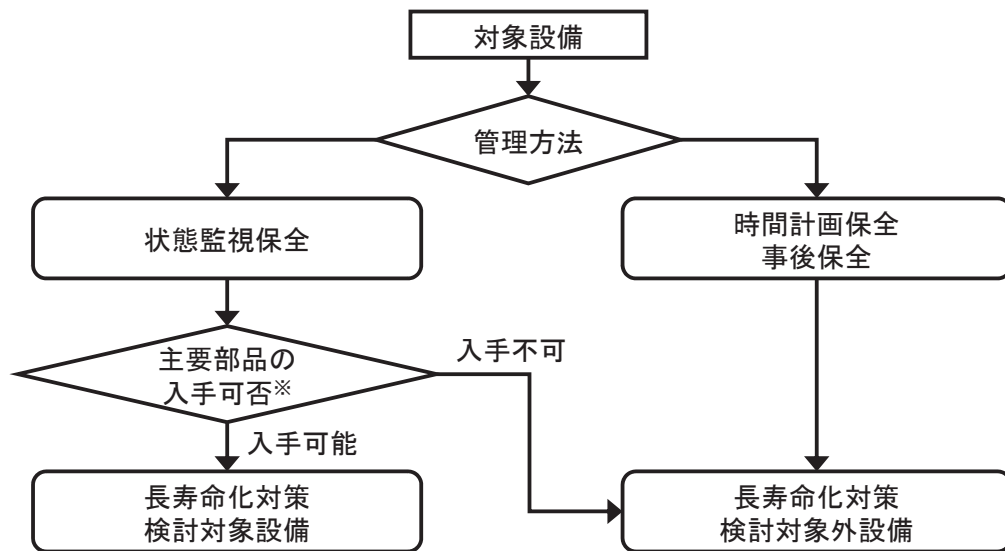 対象設備
管理方法
状態監視保全
時間計画保全
事後保全
主要部品の
入手可否※
入手不可
入手可能
長寿命化対策
検討対象設備
長寿命化対策
検討対象外設備